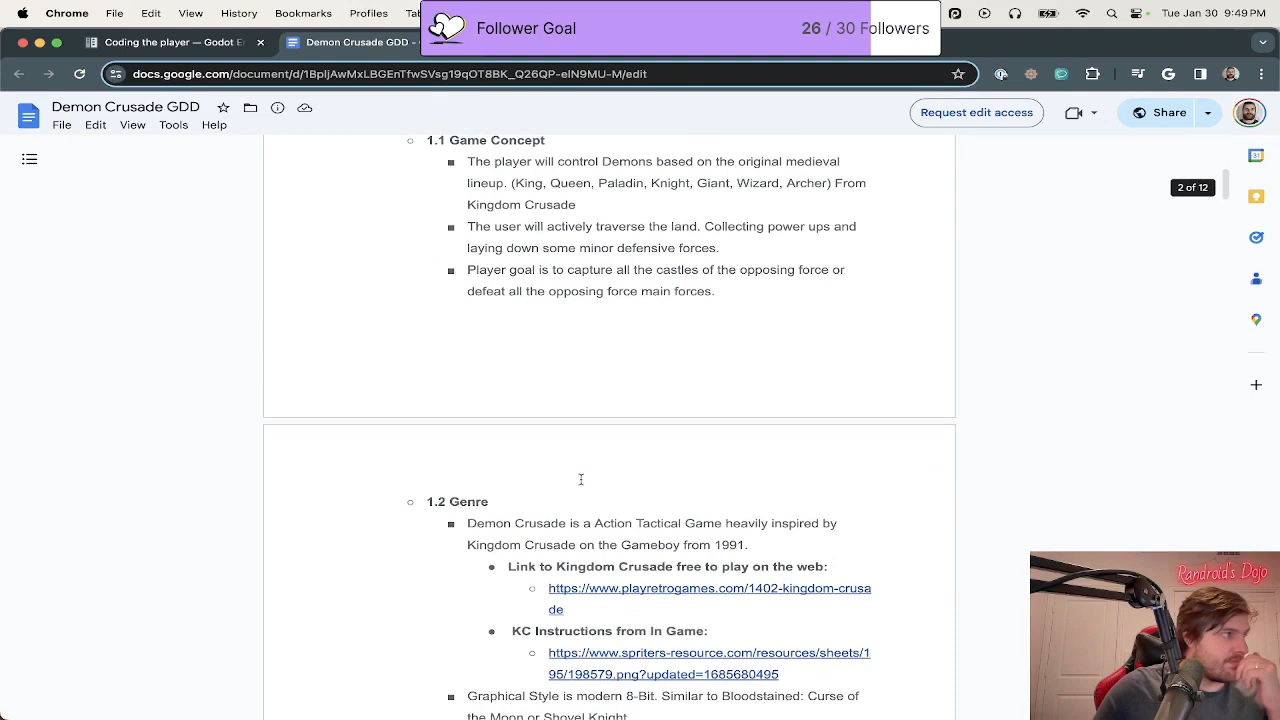 Chrome File Edit View History Bookmarks Profiles
Tue Jan 30 9:49 PM
Follower Goal 26 / 30 Followers
Coding the player — Godot E
Demon Crusade GDD -
docs.google.com/document/d/1BpljAwMxLBGEnTfwSVsg19qOT8BK_Q26QP-eIN9MU-M/edit
Demon Crusade GDD
File Edit View Tools Help
Request edit access
Share
31
2 of 12
1.1 Game Concept
The player will control Demons based on the original medieval
lineup. (King, Queen, Paladin, Knight, Giant, Wizard, Archer) From
Kingdom Crusade
The user will actively traverse the land. Collecting power ups and
laying down some minor defensive forces.
Player goal is to capture all the castles of the opposing force or
defeat all the opposing force main forces.
1.2 Genre
Demon Crusade is a Action Tactical Game heavily inspired by
Kingdom Crusade on the Gameboy from 1991.
Link to Kingdom Crusade free to play on the web:
https://www.playretrogames.com/1402-kingdom-crusa
de
KC Instructions from In Game:
https://www.spriters-resource.com/resources/sheets/1
95/198579.png?updated=1685680495
Graphical Style is modern 8-Bit. Similar to Bloodstained: Curse of
the Moon or Shovel Knight
Randroid's Dojo